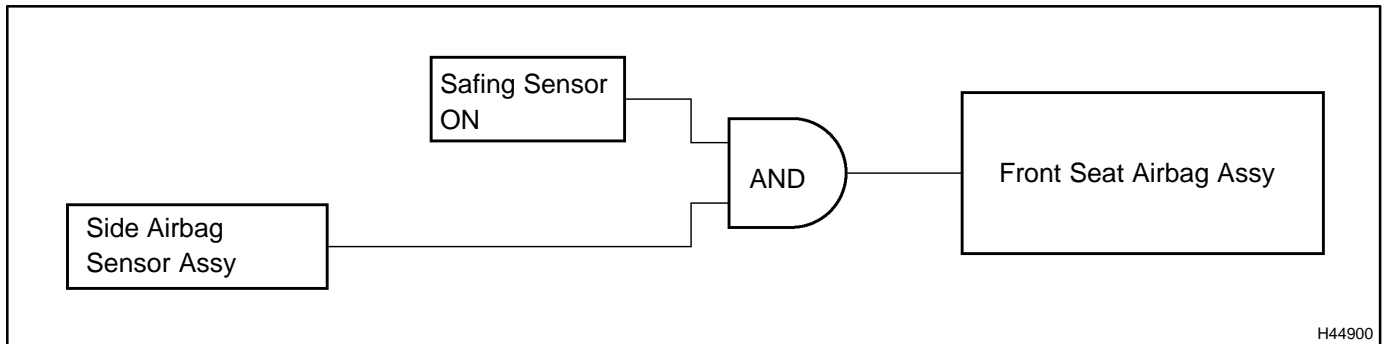 Safing Sensor
ON
AND
Front Seat Airbag Assy
Side Airbag
Sensor Assy
H44900